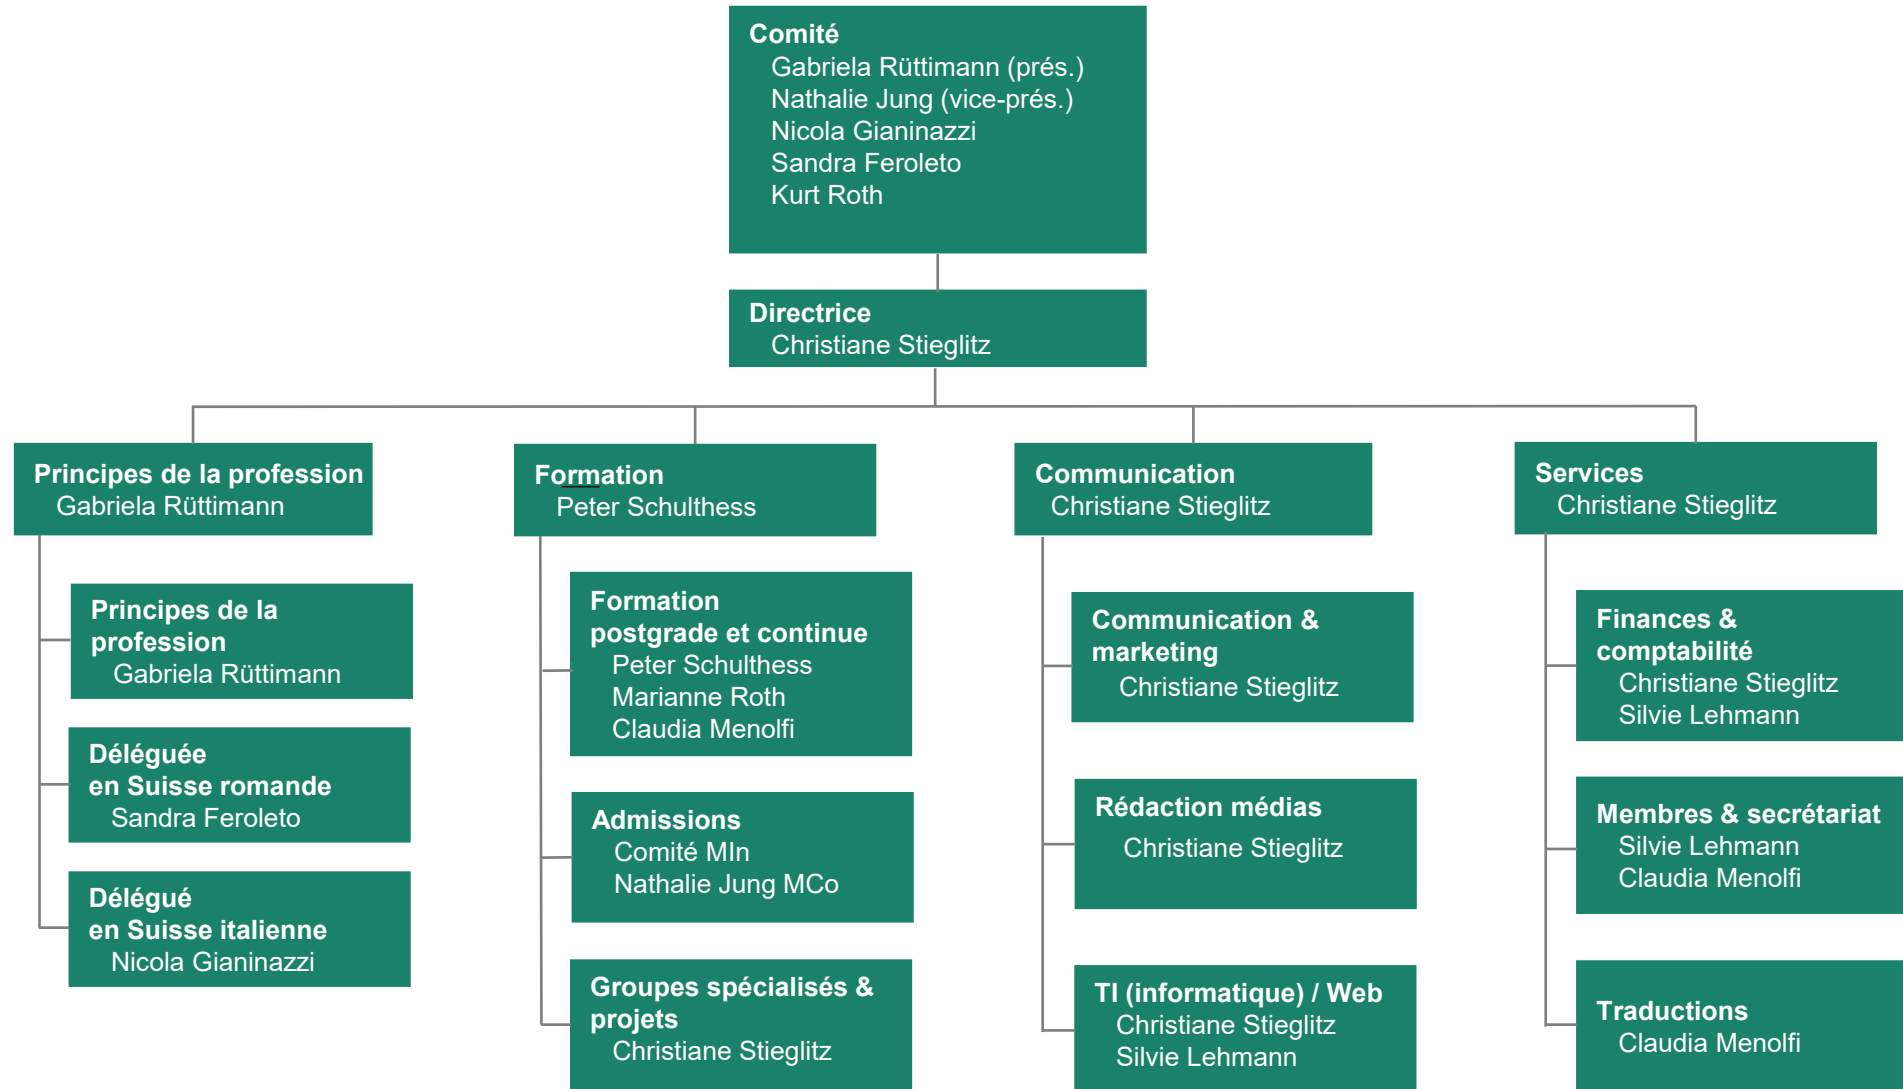 Comité
Gabriela Rüttimann (prés.)
Nathalie Jung (vice-prés.)
Nicola Gianinazzi
Sandra Feroleto
Kurt Roth
Directrice
Christiane Stieglitz
Principes de la profession
Gabriela Rüttimann
Principes de la
profession
Gabriela Rüttimann
Déléguée
en Suisse romande
Sandra Feroleto
Délégué
en Suisse italienne
Nicola Gianinazzi
Formation
Peter Schulthess
Formation
postgrade et continue
Peter Schulthess
Marianne Roth
Claudia Menolfi
Admissions
Comité MIn
Nathalie Jung MCo
Groupes spécialisés &
projets
Christiane Stieglitz
Communication
Christiane Stieglitz
Communication &
marketing
Christiane Stieglitz
Rédaction médias
Christiane Stieglitz
TI (informatique) / Web
Christiane Stieglitz
Silvie Lehmann
Services
Christiane Stieglitz
Finances &
comptabilité
Christiane Stieglitz
Silvie Lehmann
Membres & secrétariat
Silvie Lehmann
Claudia Menolfi
Traductions
Claudia Menolfi